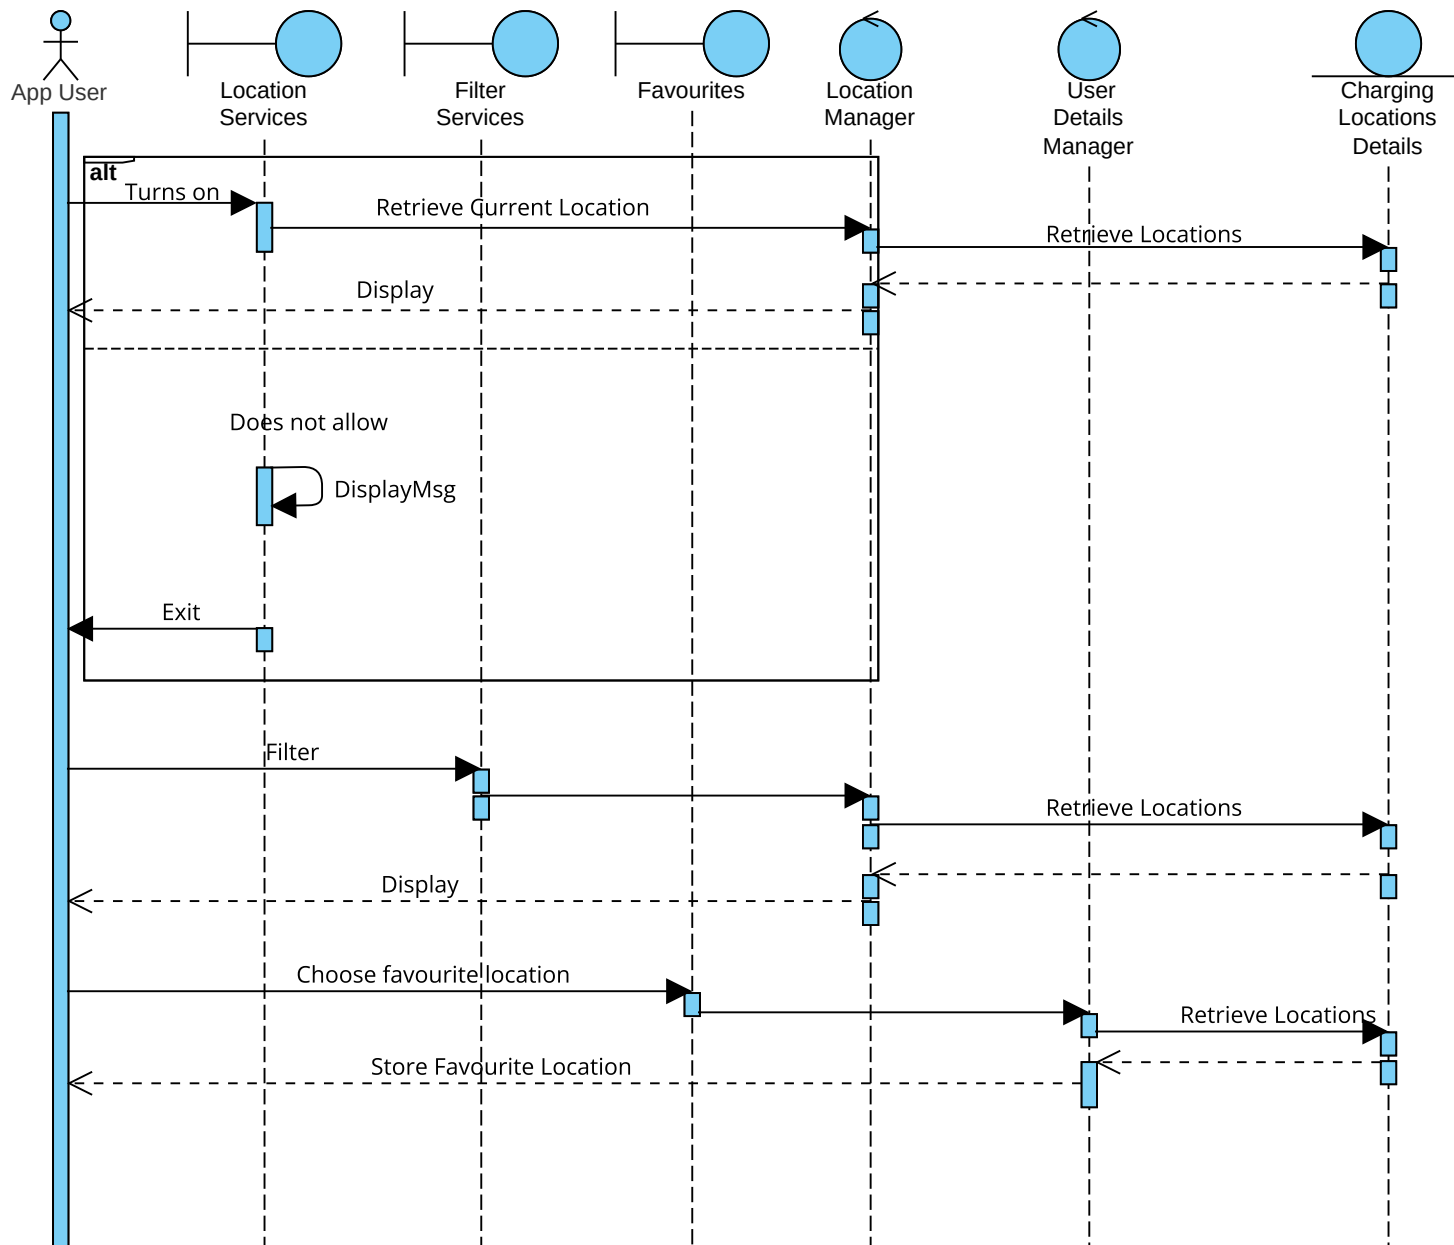 App User
Location
Services
Filter
Services
Favourites
Location
Manager
User
Details
Manager
Charging
Locations
Details
alt
Turns on
Retrieve Current Location
Retrieve Locations
Display
Does not allow
DisplayMsg
Exit
Filter
Retrieve Locations
Display
Choose favourite location
Retrieve Locations
Store Favourite Location